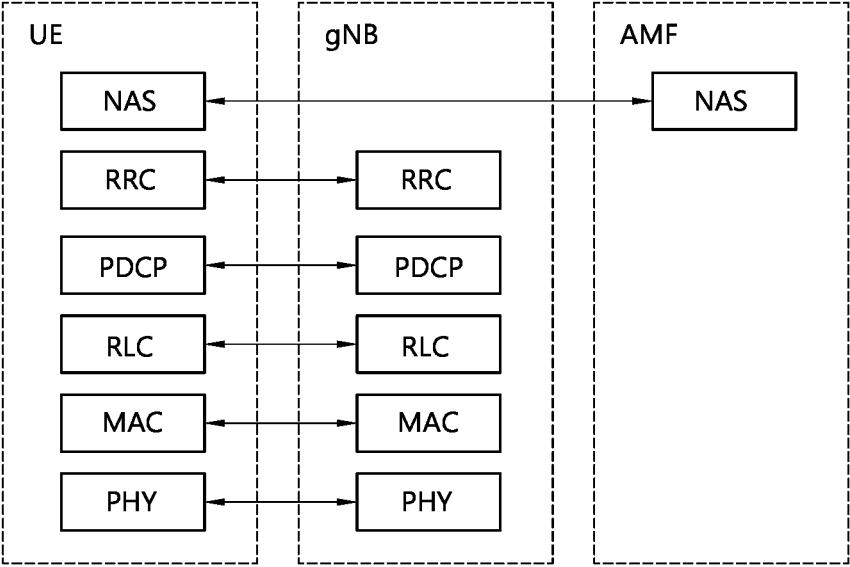 UE
gNB
AMF
NAS
NAS
RRC
RRC
PDCP
PDCP
RLC
RLC
MAC
MAC
PHY
PHY